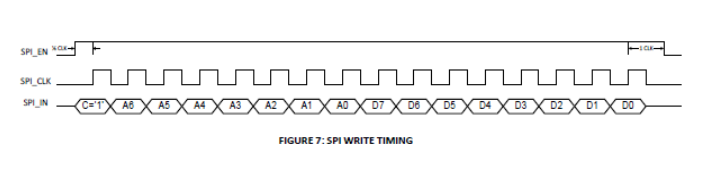 SPI_EN ½ CLK 1 CLK
SPI_CLK
SPI_IN C='1' A6 A5 A4 A3 A2 A1 A0 D7 D6 D5 D4 D3 D2 D1 D0
FIGURE 7: SPI WRITE TIMING